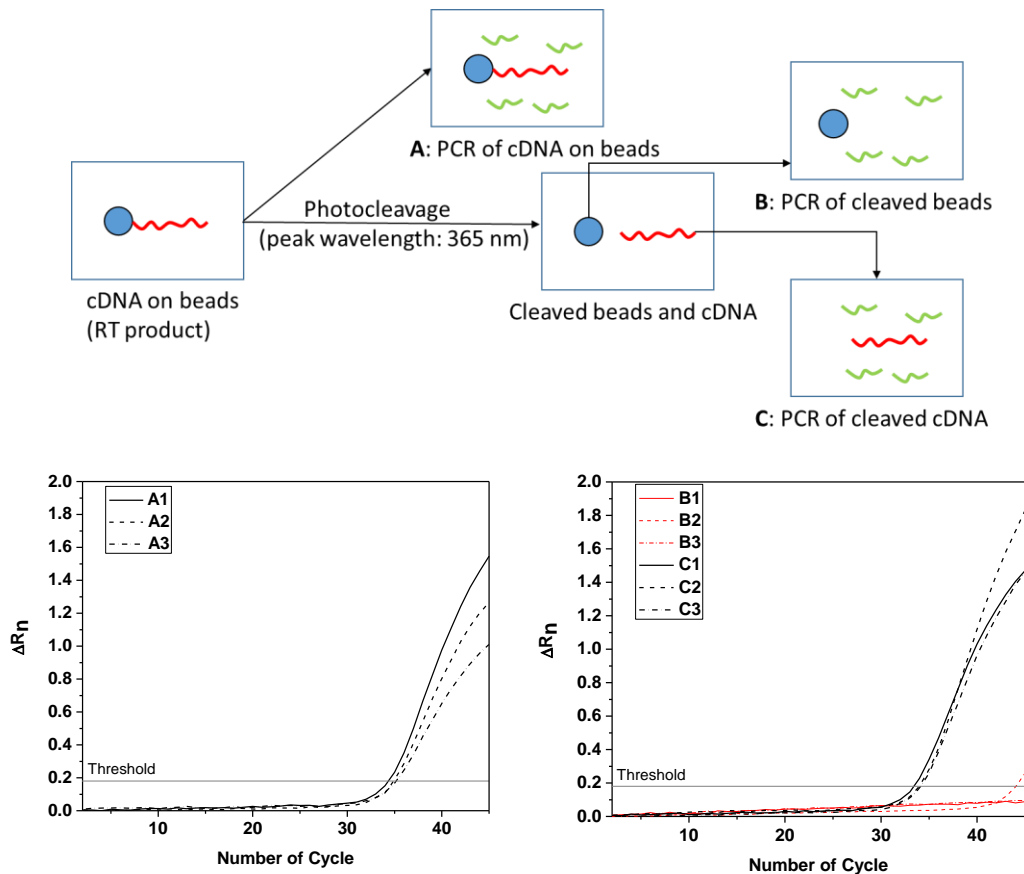 A: PCR of cDNA on beads
B: PCR of cleaved beads
Photocleavage
(peak wavelength: 365 nm)
cDNA on beads
(RT product)
Cleaved beads and cDNA
C: PCR of cleaved cDNA
2.0
1.8
1.6
1.4
1.2
1.0
0.8
0.6
0.4
0.2
0.0
ΔRn
A1
A2
A3
Threshold
10
20
30
40
Number of Cycle
2.0
1.8
1.6
1.4
1.2
1.0
0.8
0.6
0.4
0.2
0.0
ΔRn
B1
B2
B3
C1
C2
C3
Threshold
10
20
30
40
Number of Cycle